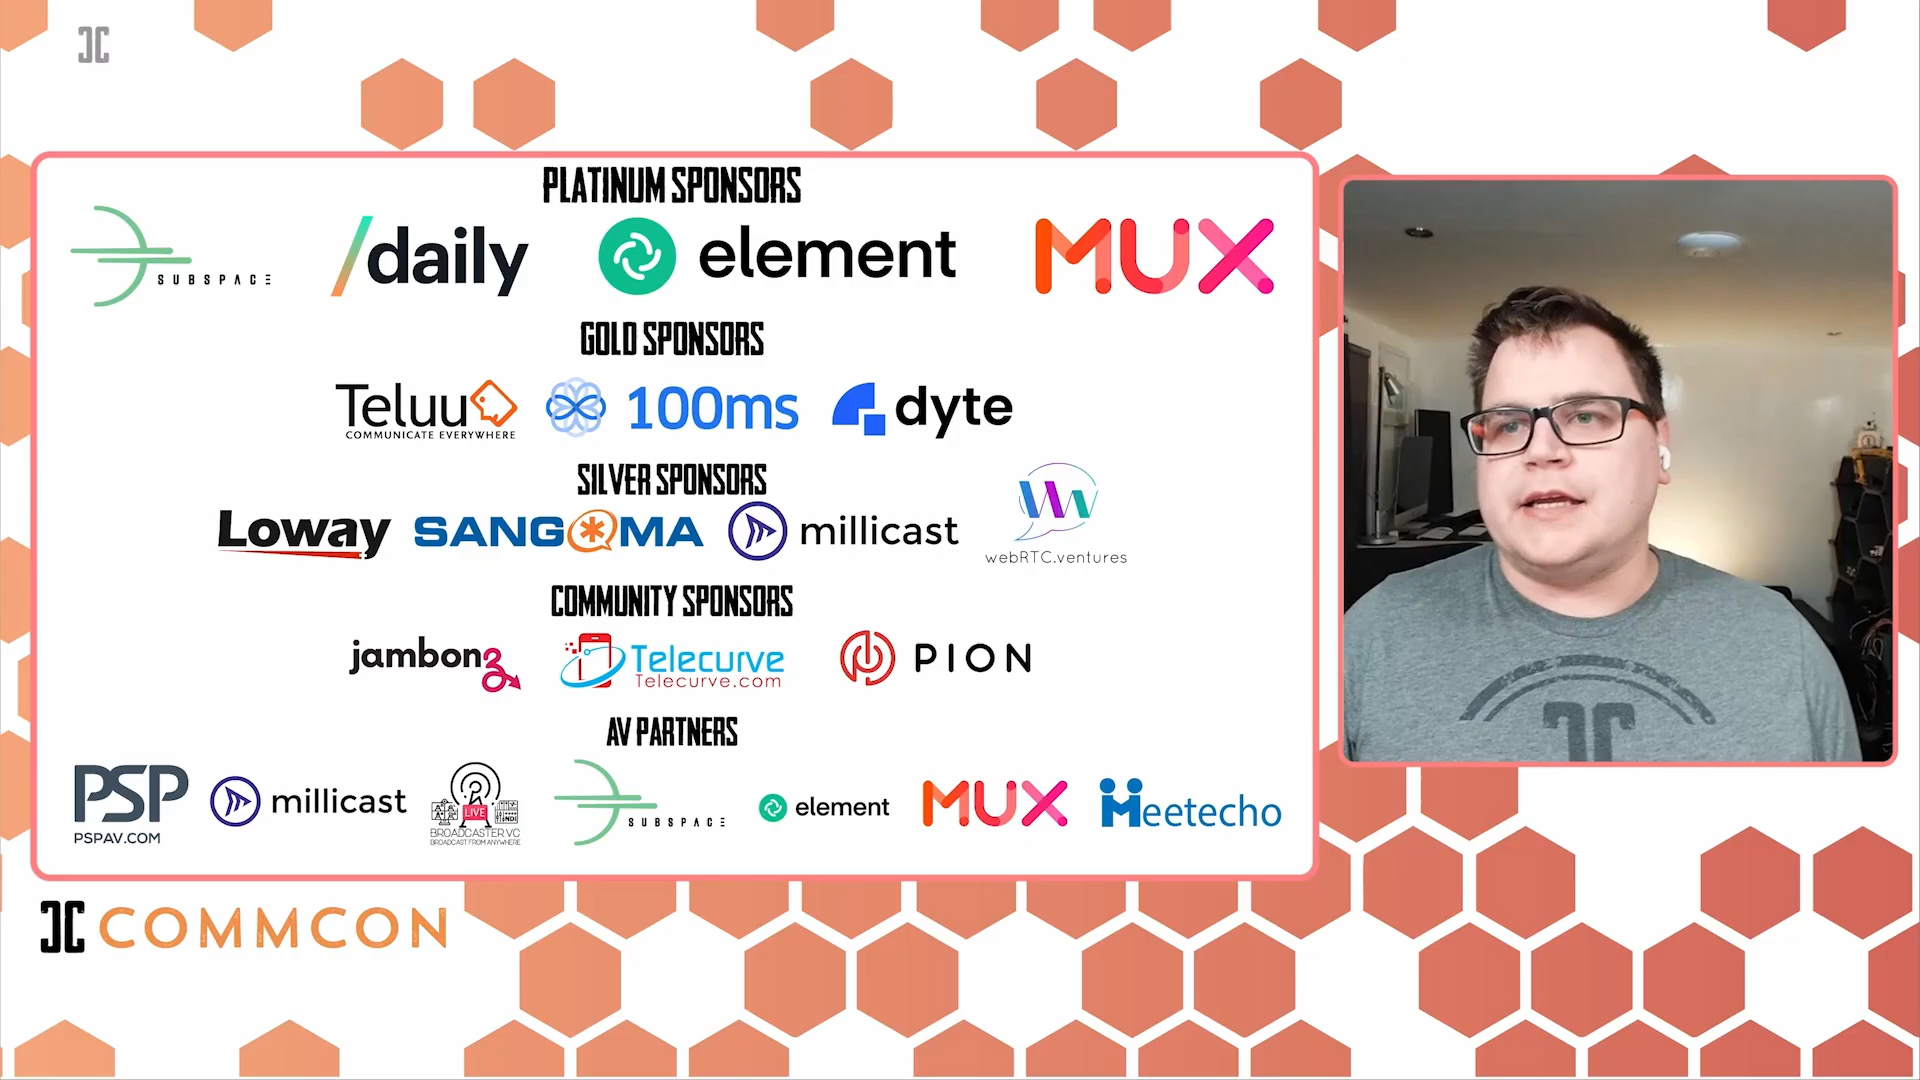 PLATINUM SPONSORS
SUBSPACE
/daily
element
MUX
GOLD SPONSORS
Teluu
COMMUNICATE EVERYWHERE
100ms
dyte
SILVER SPONSORS
Loway
SANGOMA
millicast
webRTC.ventures
COMMUNITY SPONSORS
jambonz
Telecurve
Telecurve.com
PION
AV PARTNERS
PSP
PSPAV.COM
millicast
LIVE
BROADCASTER.VC
BROADCAST FROM ANYWHERE
SUBSPACE
element
MUX
Meetecho
COMMCON